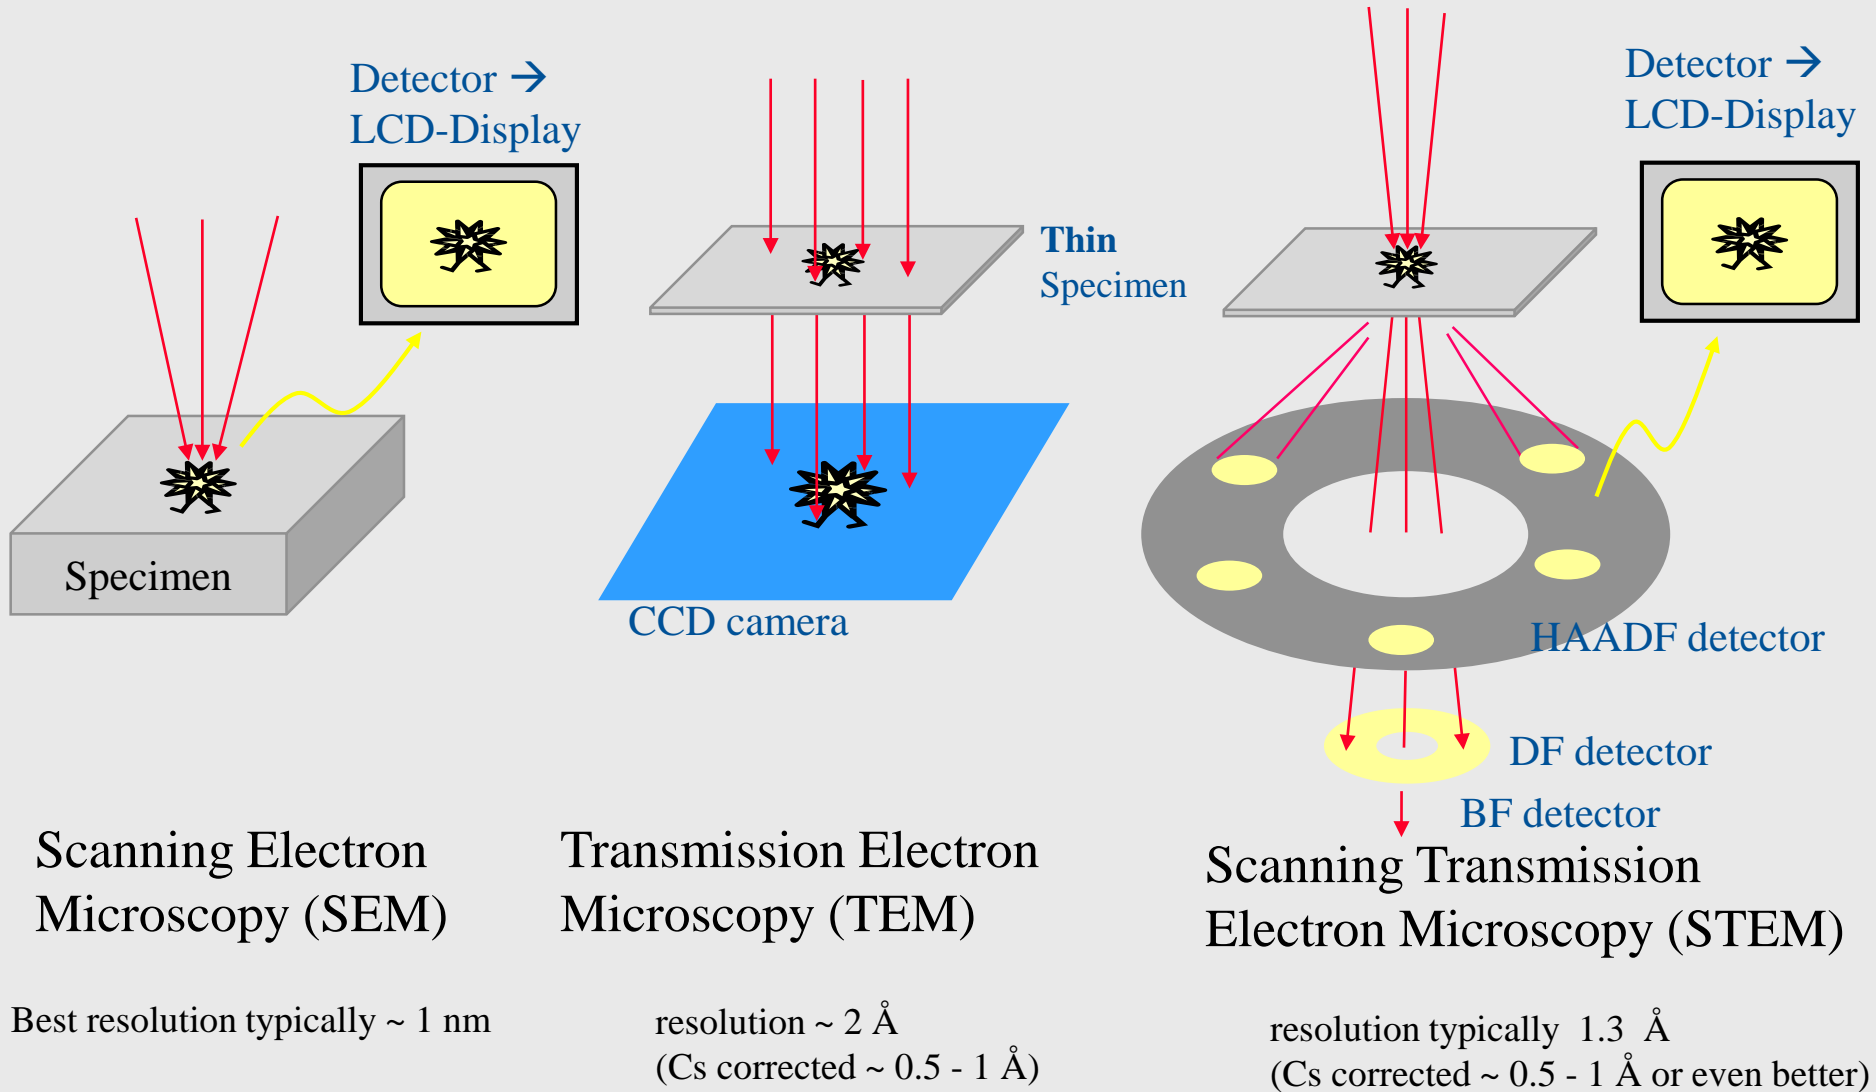 Detector →
LCD-Display
Specimen
Scanning Electron
Microscopy (SEM)
Best resolution typically ~ 1 nm
Thin
Specimen
CCD camera
Transmission Electron
Microscopy (TEM)
resolution ~ 2 Å
(Cs corrected ~ 0.5 - 1 Å)
Detector →
LCD-Display
HAADF detector
DF detector
BF detector
Scanning Transmission
Electron Microscopy (STEM)
resolution typically 1.3 Å
(Cs corrected ~ 0.5 - 1 Å or even better)